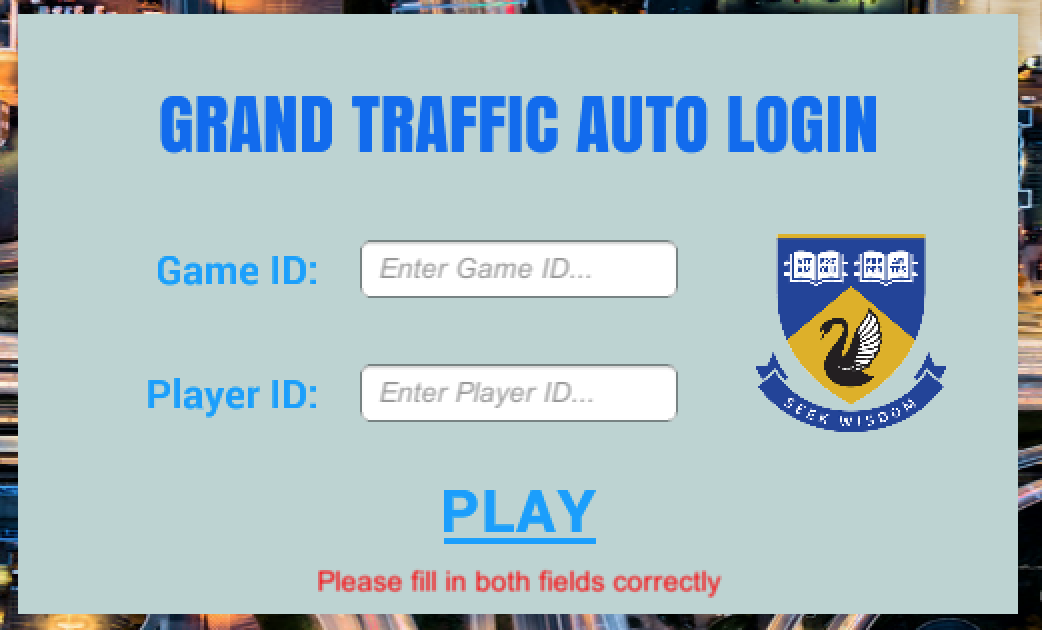 GRAND TRAFFIC AUTO LOGIN
Game ID:
Enter Game ID...
Player ID:
Enter Player ID...
SEEK WISDOM
PLAY
Please fill in both fields correctly